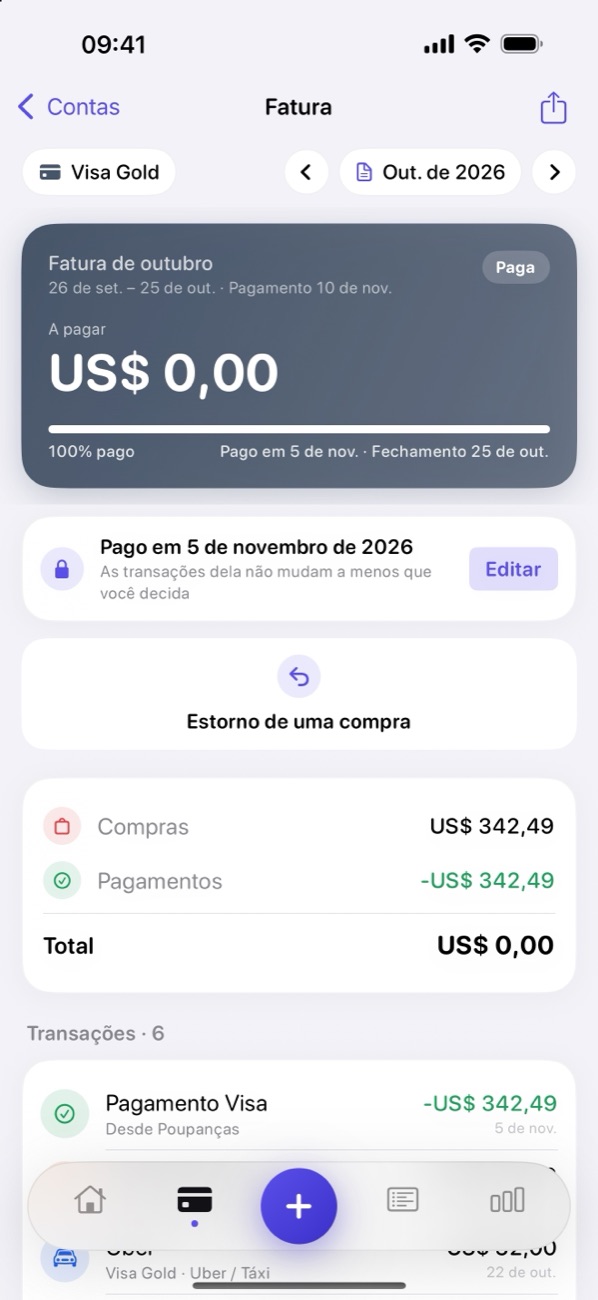 09:41
Contas
Fatura
Visa Gold
Out. de 2026
Fatura de outubro
Paga
26 de set. – 25 de out. · Pagamento 10 de nov.
A pagar
US$ 0,00
100% pago
Pago em 5 de nov. · Fechamento 25 de out.
Pago em 5 de novembro de 2026
As transações dela não mudam a menos que
você decida
Editar
Estorno de uma compra
Compras
US$ 342,49
Pagamentos
-US$ 342,49
Total
US$ 0,00
Transações · 6
Pagamento Visa
-US$ 342,49
Desde Poupanças
5 de nov.
Uber
Visa Gold · Uber / Táxi
22 de out.